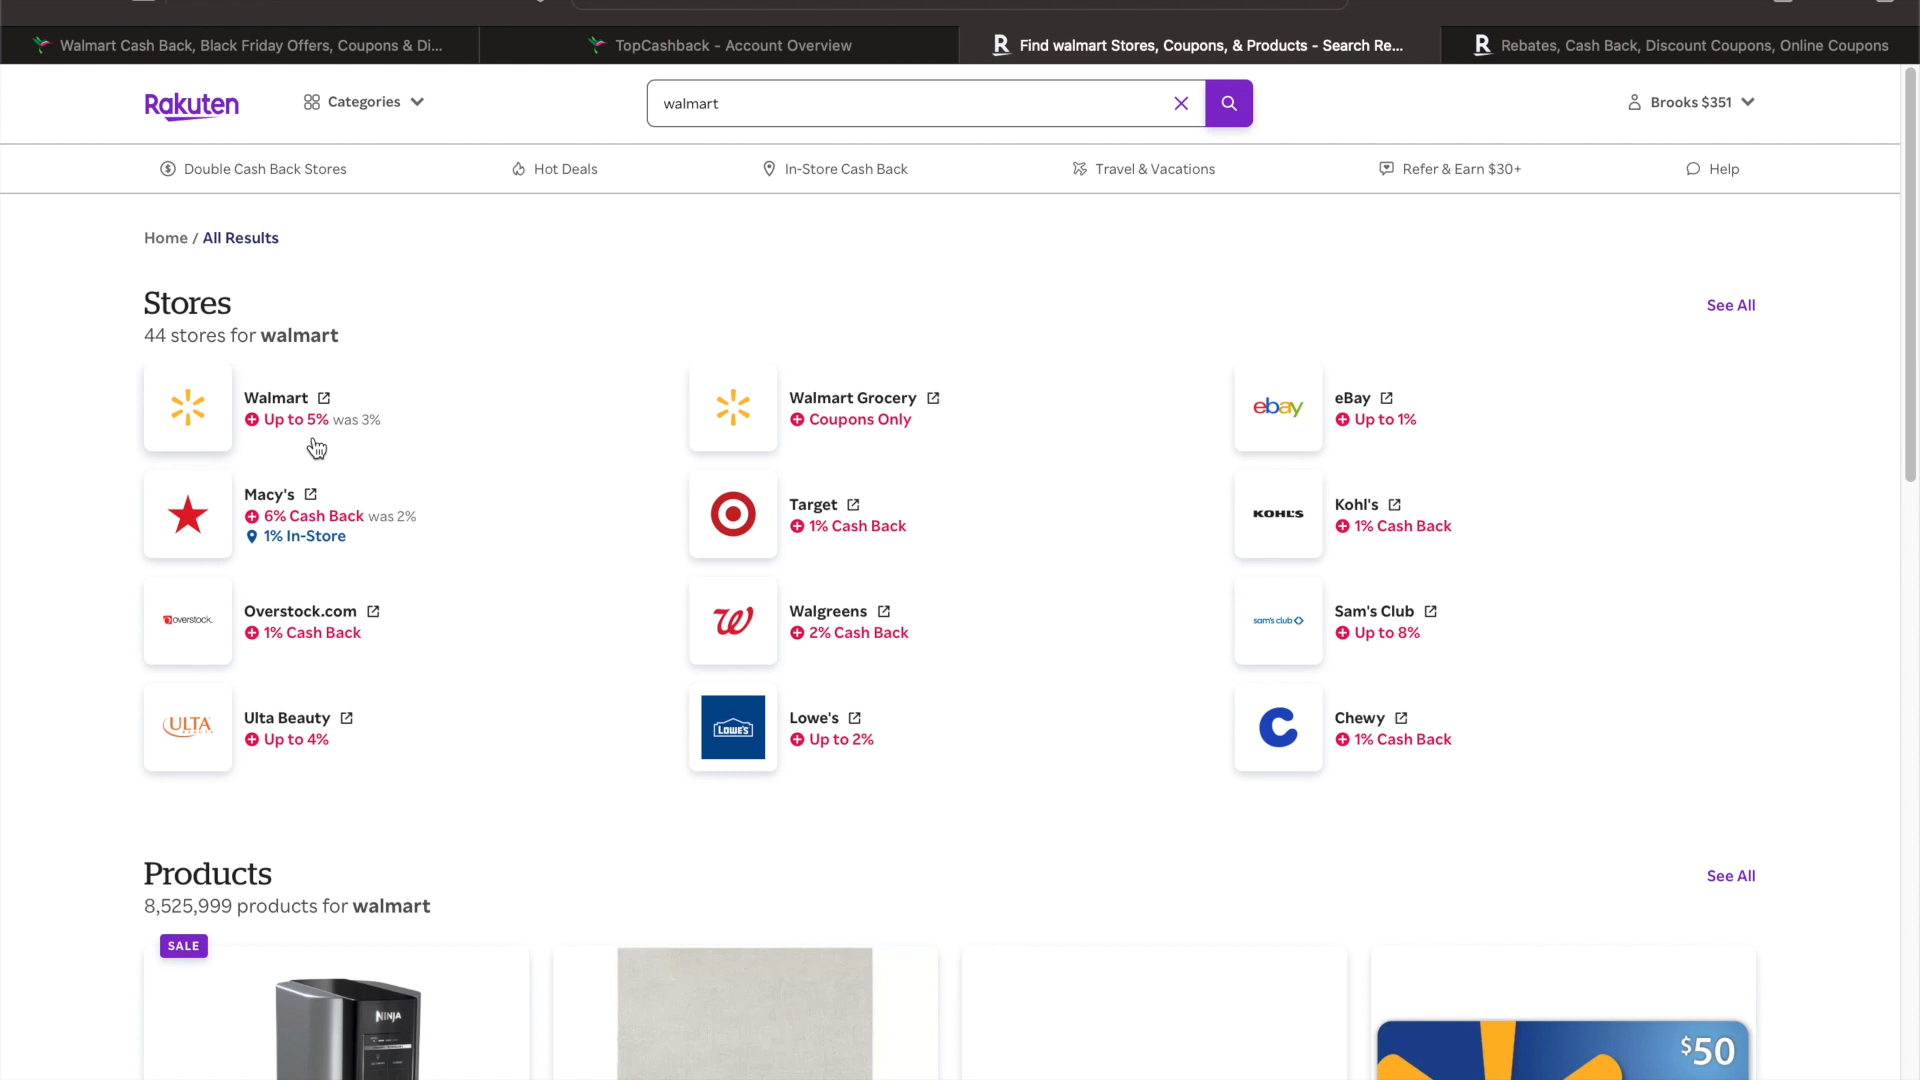 Walmart Cash Back, Black Friday Offers, Coupons & Di...
TopCashback - Account Overview
Find walmart Stores, Coupons, & Products - Search Re...
Rebates, Cash Back, Discount Coupons, Online Coupons
Rakuten
Categories
walmart
Brooks $351
Double Cash Back Stores
Hot Deals
In-Store Cash Back
Travel & Vacations
Refer & Earn $30+
Help
Home / All Results
Stores
See All
44 stores for walmart
Walmart
Up to 5% was 3%
Walmart Grocery
Coupons Only
ebay
eBay
Up to 1%
Macy's
6% Cash Back was 2%
1% In-Store
Target
1% Cash Back
KOHL'S
Kohl's
1% Cash Back
overstock.
Overstock.com
1% Cash Back
Walgreens
2% Cash Back
sam's club
Sam's Club
Up to 8%
ULTA
BEAUTY
Ulta Beauty
Up to 4%
LOWE'S
Lowe's
Up to 2%
Chewy
1% Cash Back
Products
See All
8,525,999 products for walmart
SALE
NINJA
$50